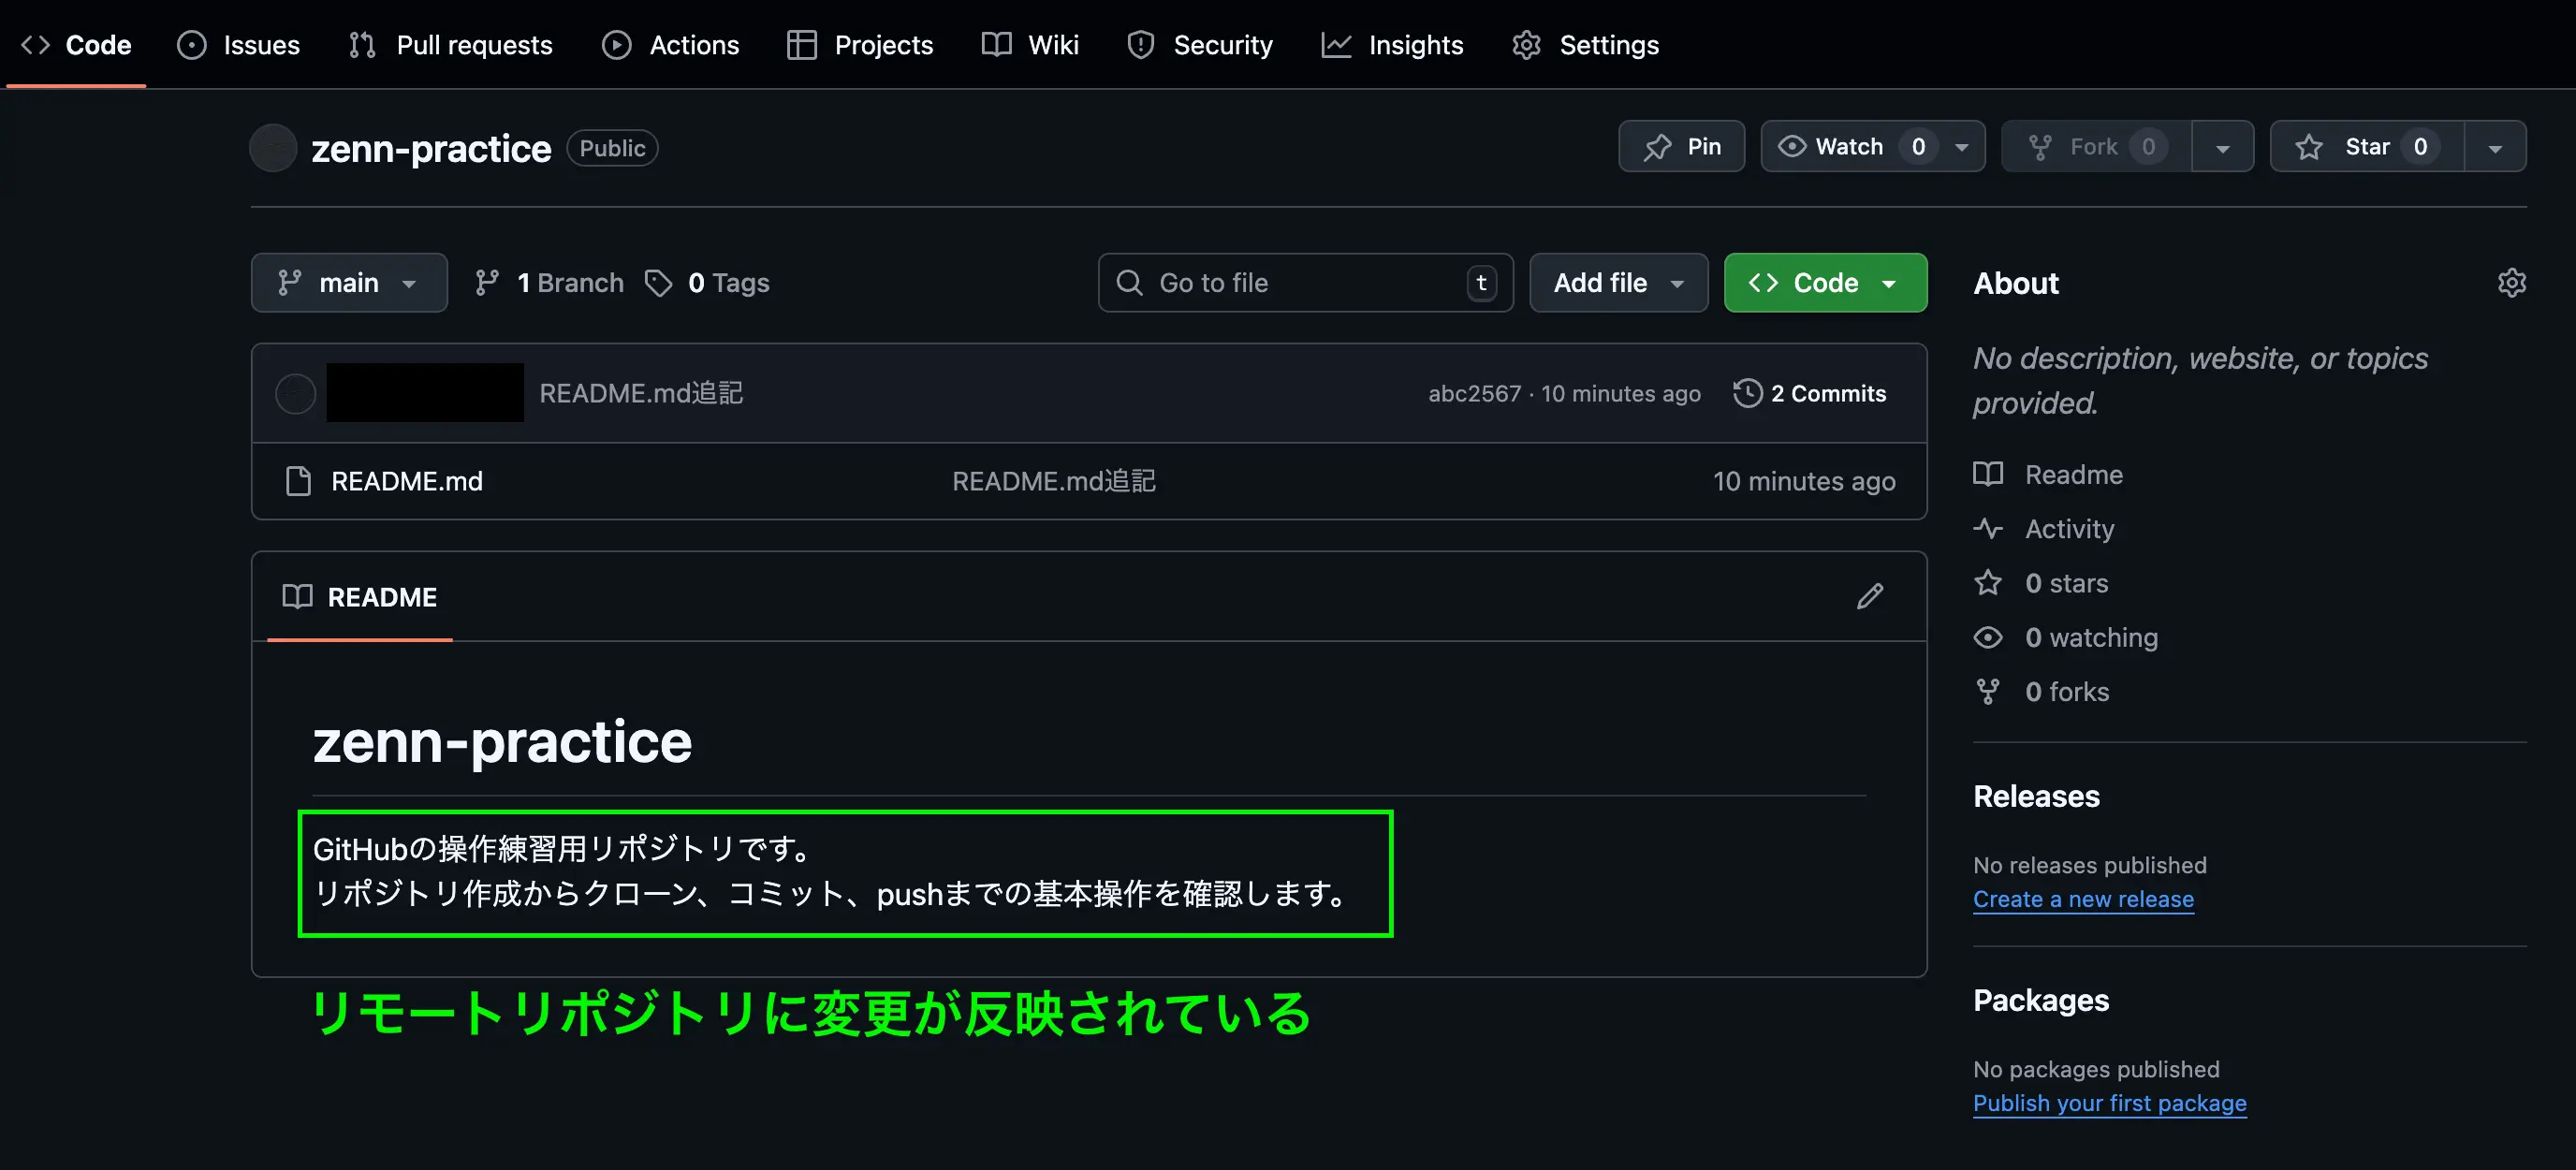 Code Issues Pull requests Actions Projects Wiki Security Insights Settings
zenn-practice Public Pin Watch 0 Fork 0 Star 0
main 1 Branch 0 Tags Go to file t Add file Code
README.md追記 abc2567 · 10 minutes ago 2 Commits
README.md README.md追記 10 minutes ago
README
zenn-practice
GitHubの操作練習用リポジトリです。
リポジトリ作成からクローン、コミット、pushまでの基本操作を確認します。
リモートリポジトリに変更が反映されている
About
No description, website, or topics
provided.
Readme
Activity
0 stars
0 watching
0 forks
Releases
No releases published
Create a new release
Packages
No packages published
Publish your first package